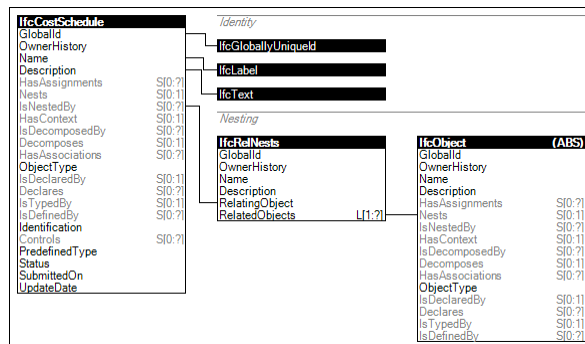 IfcCostSchedule
GlobalId
OwnerHistory
Name
Description
HasAssignments S[0:?]
Nests S[0:1]
IsNestedBy S[0:?]
HasContext S[0:1]
IsDecomposedBy S[0:?]
Decomposes S[0:1]
HasAssociations S[0:?]
ObjectType
IsDeclaredBy S[0:1]
Declares S[0:?]
IsTypedBy S[0:1]
IsDefinedBy S[0:?]
Identification
Controls S[0:?]
PredefinedType
Status
SubmittedOn
UpdateDate
Identity
IfcGloballyUniqueId
IfcLabel
IfcText
Nesting
IfcRelNests
GlobalId
OwnerHistory
Name
Description
RelatingObject
RelatedObjects L[1:?]
IfcObject (ABS)
GlobalId
OwnerHistory
Name
Description
HasAssignments S[0:?]
Nests S[0:1]
IsNestedBy S[0:?]
HasContext S[0:1]
IsDecomposedBy S[0:?]
Decomposes S[0:1]
HasAssociations S[0:?]
ObjectType
IsDeclaredBy S[0:1]
Declares S[0:?]
IsTypedBy S[0:1]
IsDefinedBy S[0:?]